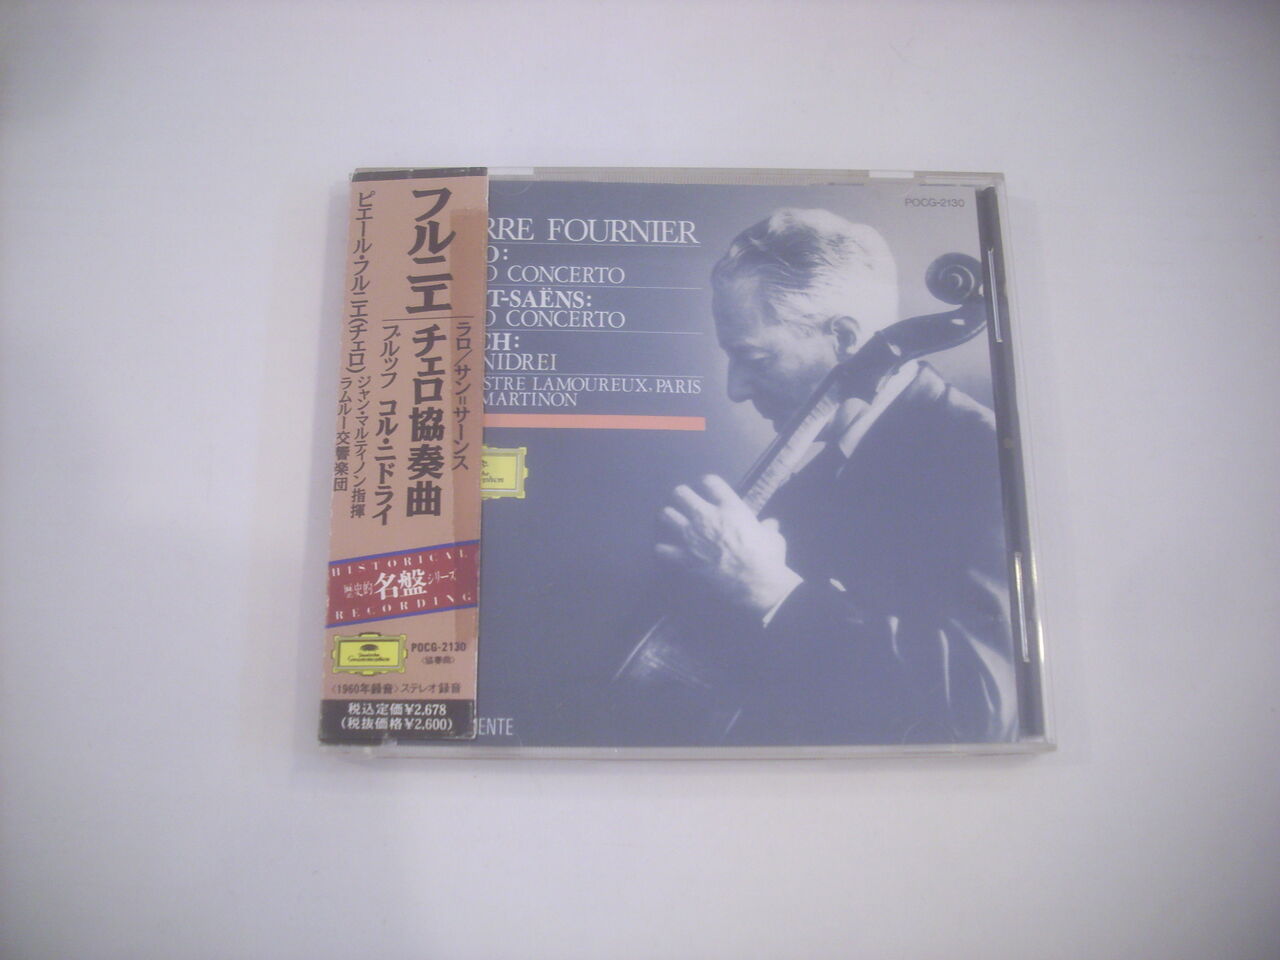 フルニエ
チェロ協奏曲
ラロ／サン=サーンス
ブルッフ コル・ニドライ
ピエール・フルニエ(チェロ)
ジャン・マルティノン指揮
ラムルー交響楽団
HISTORICAL
歴史的名盤シリーズ
RECORDING
Deutsche
Grammophon
POCG-2130
〈協奏曲〉
〈1960年録音〉ステレオ録音
税込定価¥2,678
(税抜価格¥2,600)
POCG-2130
RRE FOURNIER
O:
O CONCERTO
T-SAËNS:
O CONCERTO
CH:
NIDREI
STRE LAMOUREUX, PARIS
MARTINON
ENTE